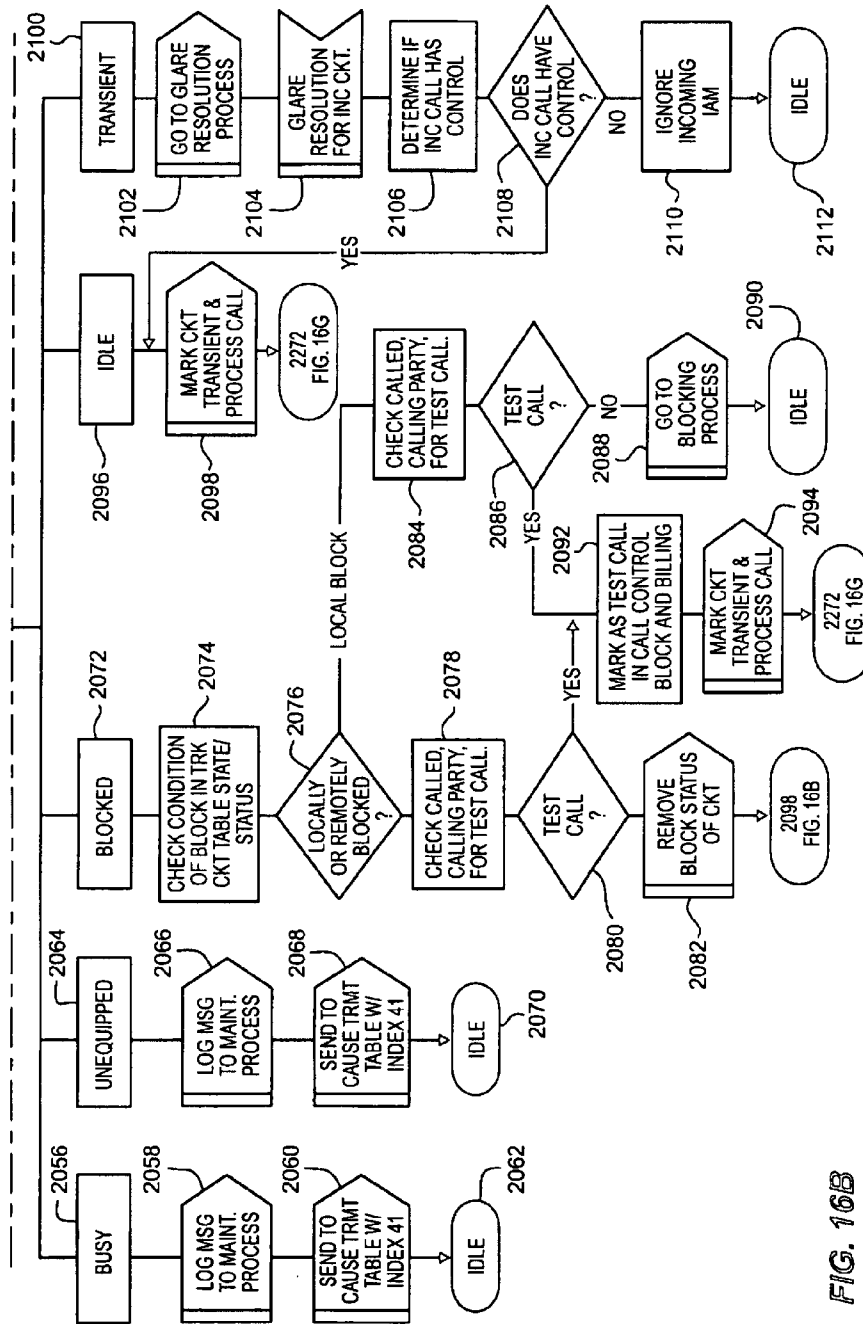 2056
BUSY
2058
LOG MSG
TO MAINT.
PROCESS
2060
SEND TO
CAUSE TRMT
TABLE W/
INDEX 41
2062
IDLE
2064
UNEQUIPPED
2066
LOG MSG
TO MAINT.
PROCESS
2068
SEND TO
CAUSE TRMT
TABLE W/
INDEX 41
2070
IDLE
2072
BLOCKED
2074
CHECK CONDITION
OF BLOCK IN TRK
CKT TABLE STATE/
STATUS
2076
LOCALLY
OR REMOTELY
BLOCKED
?
LOCAL BLOCK
2078
CHECK CALLED,
CALLING PARTY,
FOR TEST CALL.
TEST
CALL
?
2080
YES
REMOVE
BLOCK STATUS
OF CKT
2082
2098
FIG. 16B
CHECK CALLED,
CALLING PARTY,
FOR TEST CALL.
2084
TEST
CALL
?
2086
YES
NO
2088
GO TO
BLOCKING
PROCESS
2090
IDLE
2092
MARK AS TEST CALL
IN CALL CONTROL
BLOCK AND BILLING
2094
MARK CKT
TRANSIENT &
PROCESS CALL
2272
FIG. 16G
IDLE
2096
MARK CKT
TRANSIENT &
PROCESS CALL
2098
2272
FIG. 16G
2100
TRANSIENT
GO TO GLARE
RESOLUTION
PROCESS
2102
GLARE
RESOLUTION
FOR INC CKT.
2104
DETERMINE IF
INC CALL HAS
CONTROL
2106
DOES
INC CALL HAVE
CONTROL
?
2108
YES
NO
IGNORE
INCOMING
IAM
2110
IDLE
2112
FIG. 16B